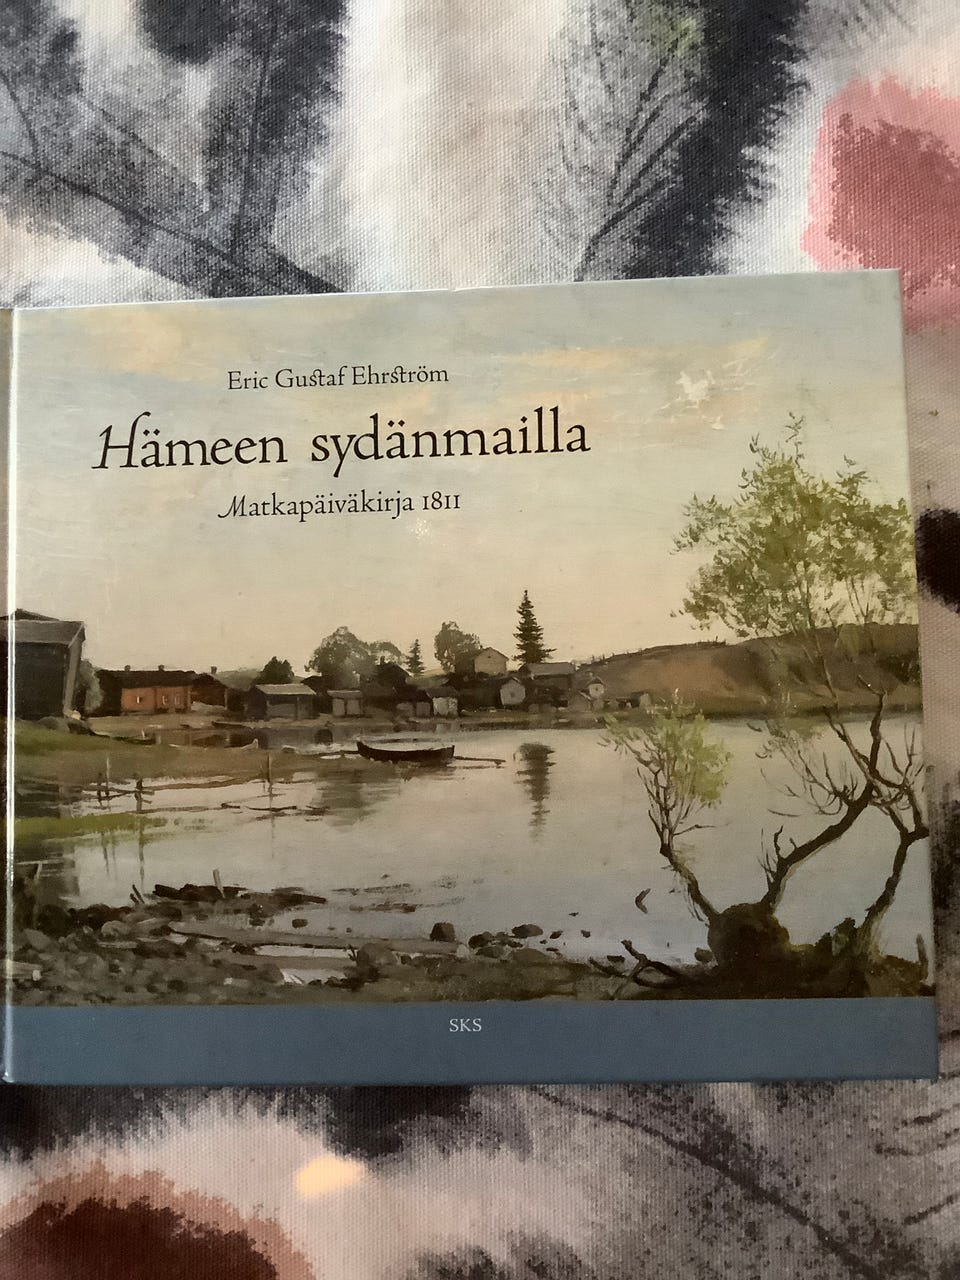 Eric Gustaf Ehrström
Hämeen sydänmailla
Matkapäiväkirja 1811
SKS